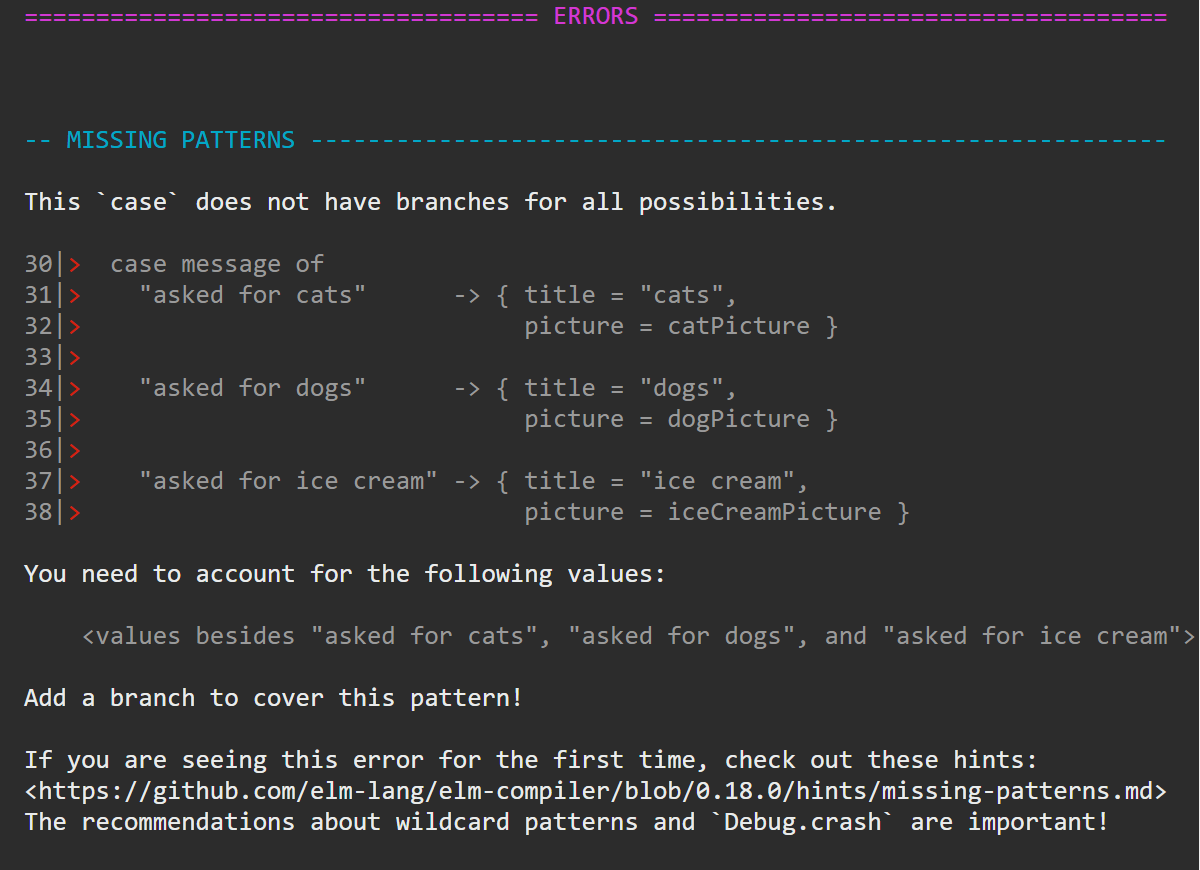 ==================================== ERRORS ====================================
-- MISSING PATTERNS ------------------------------------------------------------
This `case` does not have branches for all possibilities.
30|>  case message of
31|>    "asked for cats"      -> { title = "cats",
32|>                               picture = catPicture }
33|>
34|>    "asked for dogs"      -> { title = "dogs",
35|>                               picture = dogPicture }
36|>
37|>    "asked for ice cream" -> { title = "ice cream",
38|>                               picture = iceCreamPicture }
You need to account for the following values:
    <values besides "asked for cats", "asked for dogs", and "asked for ice cream">
Add a branch to cover this pattern!
If you are seeing this error for the first time, check out these hints:
<https://github.com/elm-lang/elm-compiler/blob/0.18.0/hints/missing-patterns.md>
The recommendations about wildcard patterns and `Debug.crash` are important!